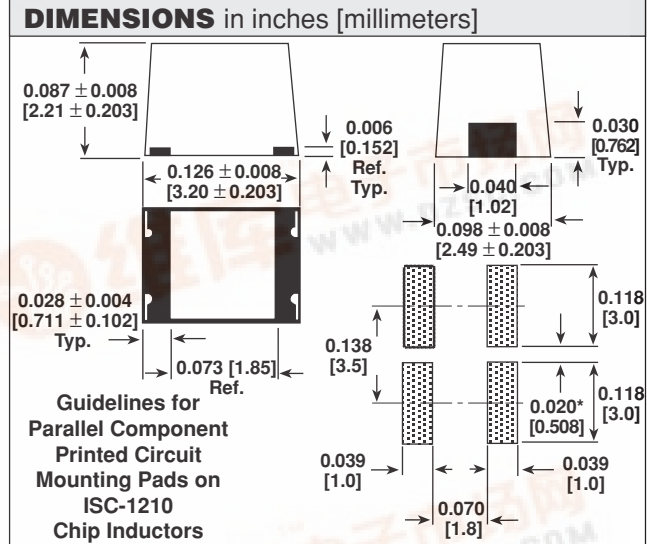 DIMENSIONS in inches [millimeters]
0.087 ± 0.008
[2.21 ± 0.203]
0.006
[0.152]
Ref.
Typ.
0.126 ± 0.008
[3.20 ± 0.203]
0.030
[0.762]
Typ.
0.040
[1.02]
0.098 ± 0.008
[2.49 ± 0.203]
0.028 ± 0.004
[0.711 ± 0.102]
Typ.
0.073 [1.85]
Ref.
0.138
[3.5]
0.118
[3.0]
0.020*
[0.508]
0.118
[3.0]
0.039
[1.0]
0.039
[1.0]
0.070
[1.8]
Guidelines for
Parallel Component
Printed Circuit
Mounting Pads on
ISC-1210
Chip Inductors